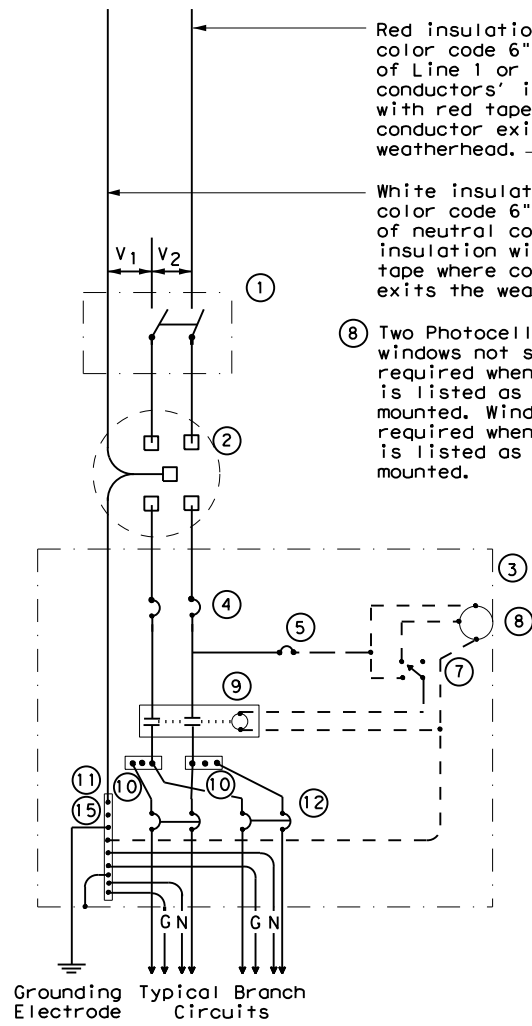 Red insulatio
color code 6"
of Line 1 or
conductors' i
with red tape
conductor exi
weatherhead.
White insulat
color code 6"
of neutral co
insulation wi
tape where co
exits the wea
V1
V2
1
8 Two Photocell
windows not s
required when
is listed as
mounted. Wind
required when
is listed as
mounted.
2
3
4
5
8
7
9
11
10
10
12
15
G N
G N
Grounding
Electrode
Typical Branch
Circuits